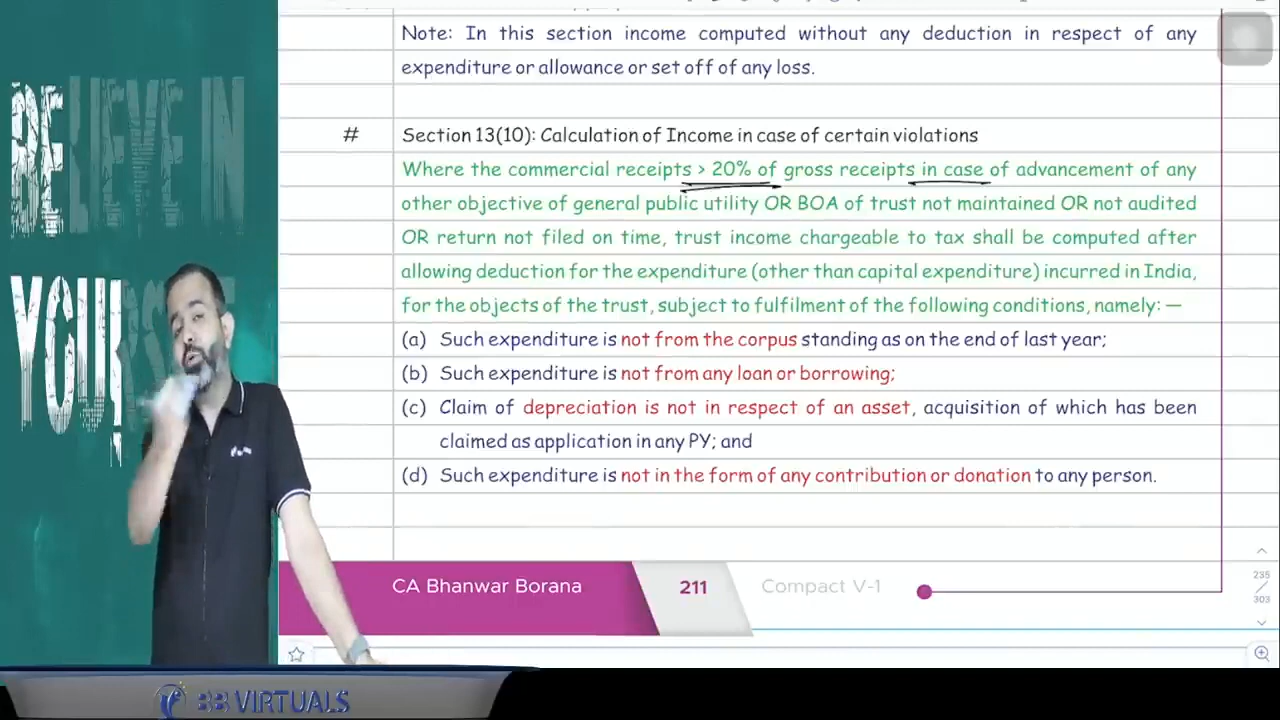 BELIEVE IN
YOU
Note: In this section income computed without any deduction in respect of any
expenditure or allowance or set off of any loss.
# Section 13(10): Calculation of Income in case of certain violations
Where the commercial receipts > 20% of gross receipts in case of advancement of any
other objective of general public utility OR BOA of trust not maintained OR not audited
OR return not filed on time, trust income chargeable to tax shall be computed after
allowing deduction for the expenditure (other than capital expenditure) incurred in India,
for the objects of the trust, subject to fulfilment of the following conditions, namely: —
(a) Such expenditure is not from the corpus standing as on the end of last year;
(b) Such expenditure is not from any loan or borrowing;
(c) Claim of depreciation is not in respect of an asset, acquisition of which has been
claimed as application in any PY; and
(d) Such expenditure is not in the form of any contribution or donation to any person.
CA Bhanwar Borana 211 Compact V-1
235
/
303
BB VIRTUALS